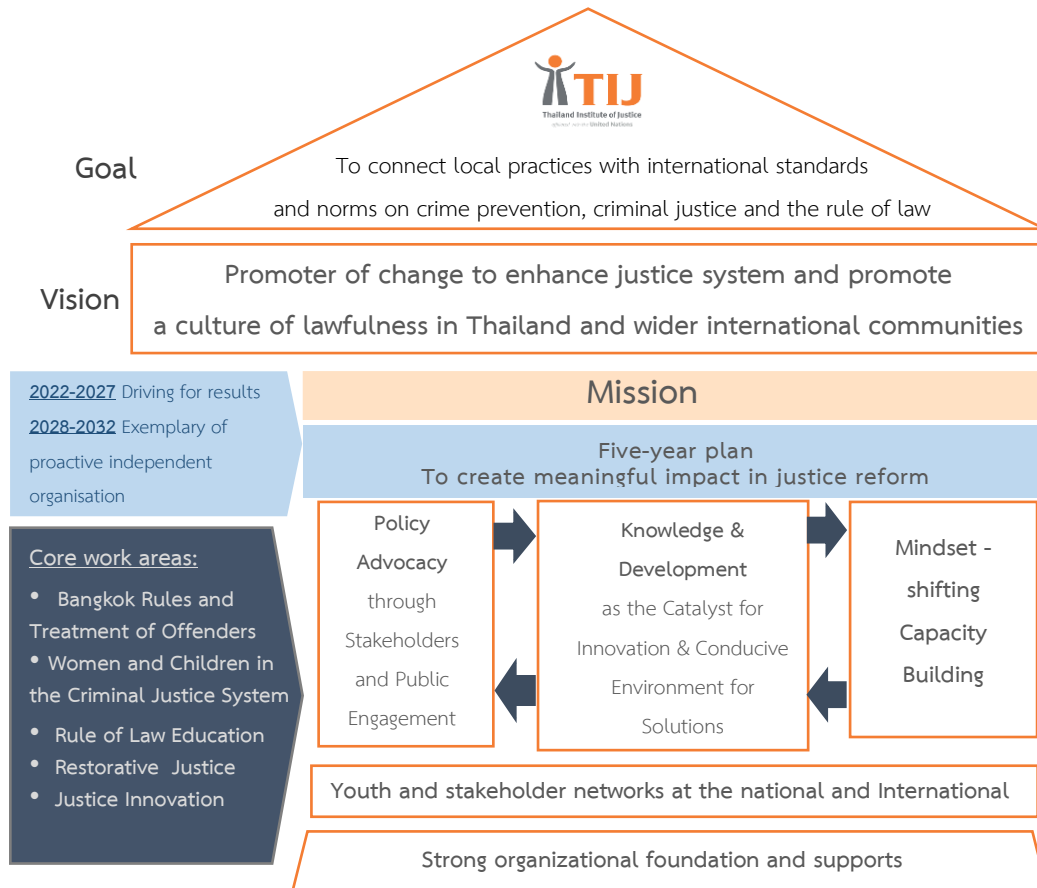 TIJ
Thailand Institute of Justice
United Nations
Goal
To connect local practices with international standards
and norms on crime prevention, criminal justice and the rule of law
Vision
Promoter of change to enhance justice system and promote
a culture of lawfulness in Thailand and wider international communities
2022-2027 Driving for results
2028-2032 Exemplary of
proactive independent
organisation
Mission
Five-year plan
To create meaningful impact in justice reform
Core work areas:
• Bangkok Rules and
Treatment of Offenders
• Women and Children in
the Criminal Justice System
• Rule of Law Education
• Restorative Justice
• Justice Innovation
Policy
Advocacy
through
Stakeholders
and Public
Engagement
Knowledge &
Development
as the Catalyst for
Innovation & Conducive
Environment for
Solutions
Mindset -
shifting
Capacity
Building
Youth and stakeholder networks at the national and International
Strong organizational foundation and supports